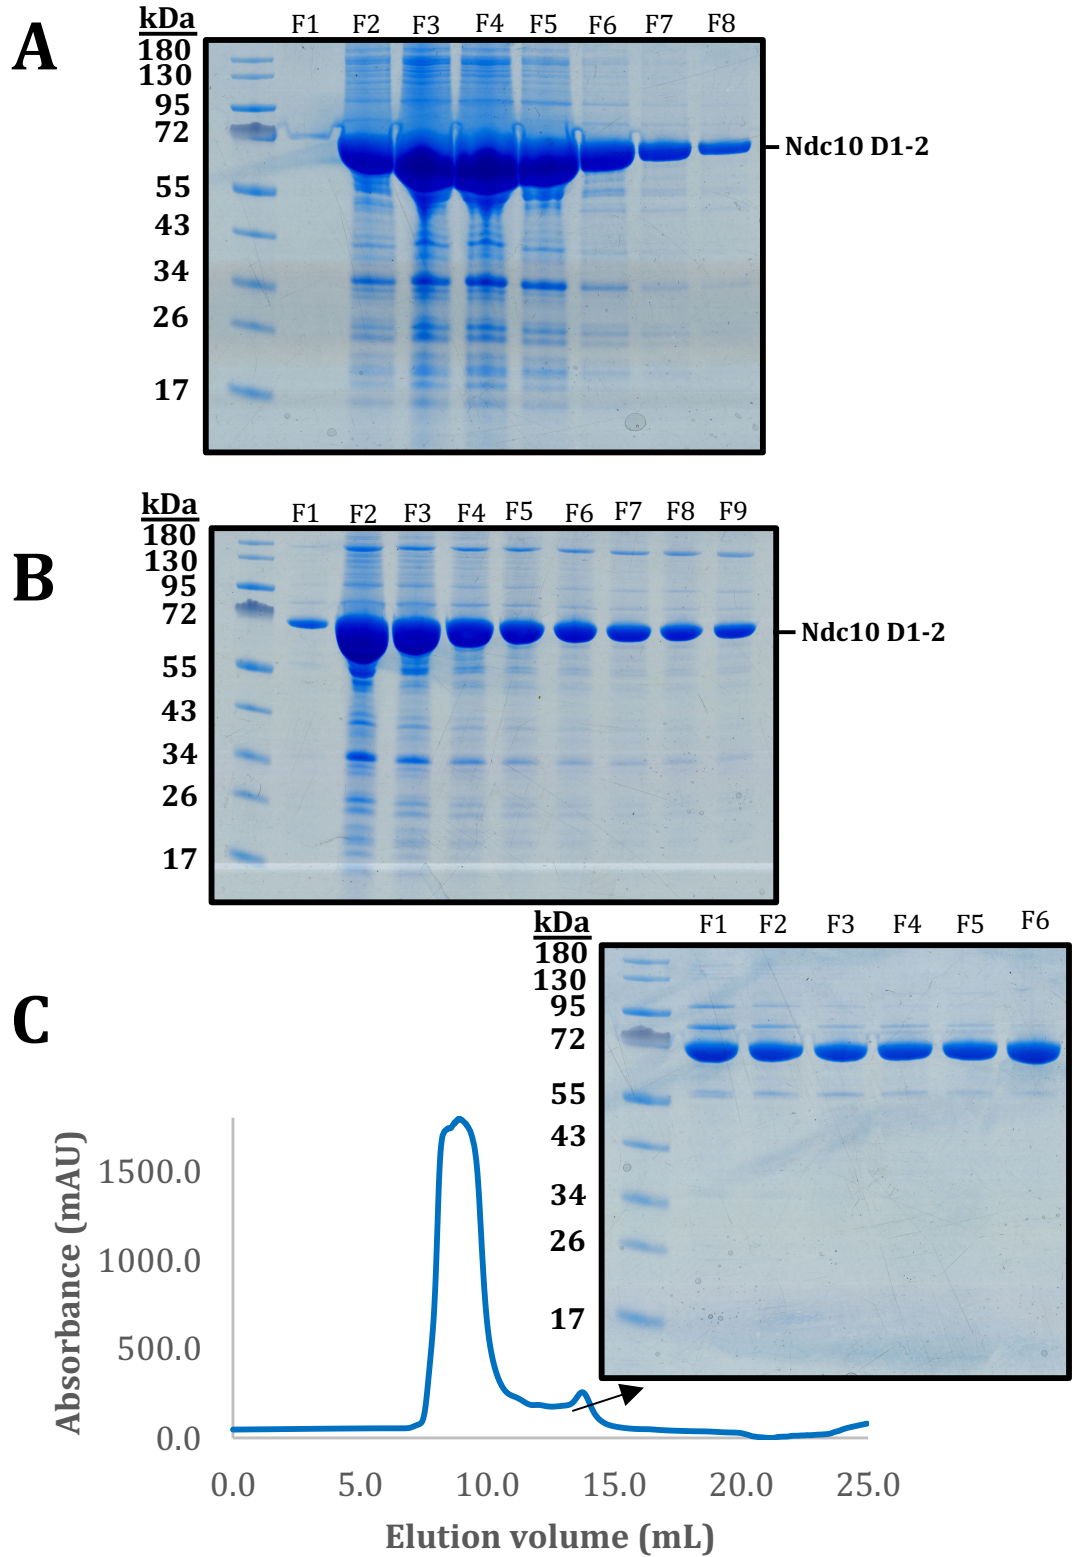 A
kDa F1 F2 F3 F4 F5 F6 F7 F8
180
130
95
72
Ndc10 D1-2
55
43
34
26
17
B
kDa F1 F2 F3 F4 F5 F6 F7 F8 F9
180
130
95
72
Ndc10 D1-2
55
43
34
26
17
C
kDa F1 F2 F3 F4 F5 F6
180
130
95
72
55
43
34
26
17
Absorbance (mAU)
1500.0
1000.0
500.0
0.0
0.0 5.0 10.0 15.0 20.0 25.0
Elution volume (mL)